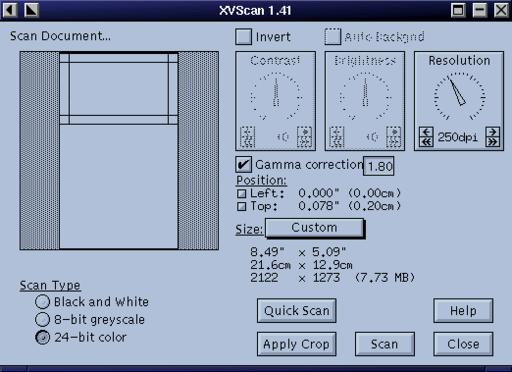 XVScan 1.41
Scan Document...
Invert
Auto Backgnd
Contrast
Brightness
Resolution
250dpi
Gamma correction 1.80
Position:
Left: 0.000" (0.00cm)
Top: 0.078" (0.20cm)
Size: Custom
8.49" x 5.09"
21.6cm x 12.9cm
2122 x 1273 (7.73 MB)
Scan Type
Black and White
8-bit greyscale
24-bit color
Quick Scan
Help
Apply Crop
Scan
Close